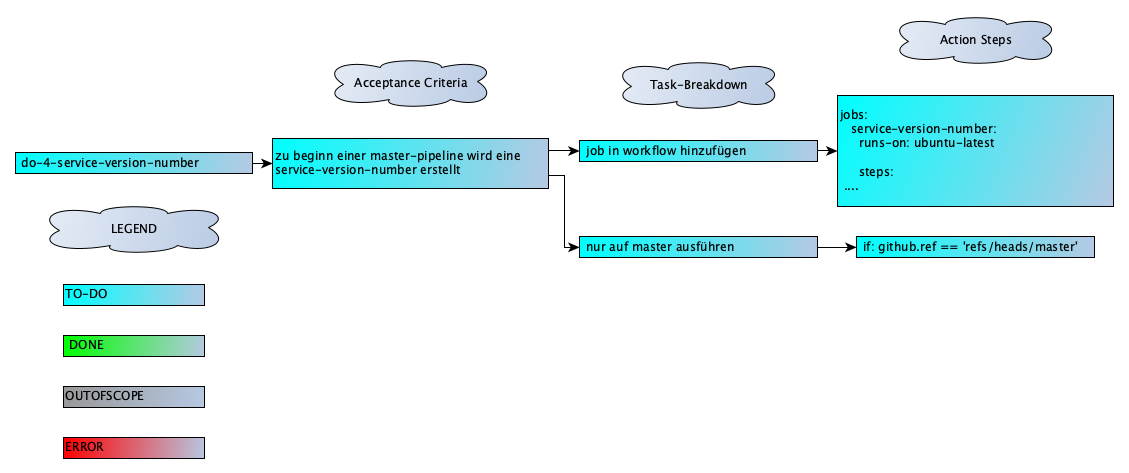 Action Steps
Acceptance Criteria
Task-Breakdown
do-4-service-version-number
zu beginn einer master-pipeline wird eine
service-version-number erstellt
job in workflow hinzufügen
jobs:
service-version-number:
runs-on: ubuntu-latest
steps:
....
nur auf master ausführen
if: github.ref == 'refs/heads/master'
LEGEND
TO-DO
DONE
OUTOFSCOPE
ERROR